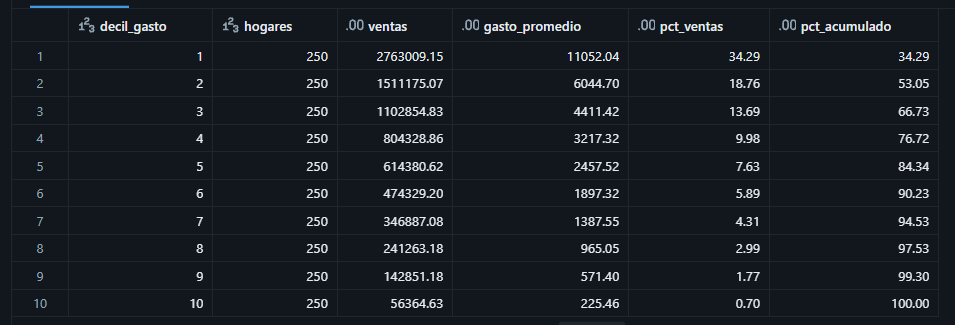 123 decil_gasto 123 hogares .00 ventas .00 gasto_promedio .00 pct_ventas .00 pct_acumulado
1 1 250 2763009.15 11052.04 34.29 34.29
2 2 250 1511175.07 6044.70 18.76 53.05
3 3 250 1102854.83 4411.42 13.69 66.73
4 4 250 804328.86 3217.32 9.98 76.72
5 5 250 614380.62 2457.52 7.63 84.34
6 6 250 474329.20 1897.32 5.89 90.23
7 7 250 346887.08 1387.55 4.31 94.53
8 8 250 241263.18 965.05 2.99 97.53
9 9 250 142851.18 571.40 1.77 99.30
10 10 250 56364.63 225.46 0.70 100.00